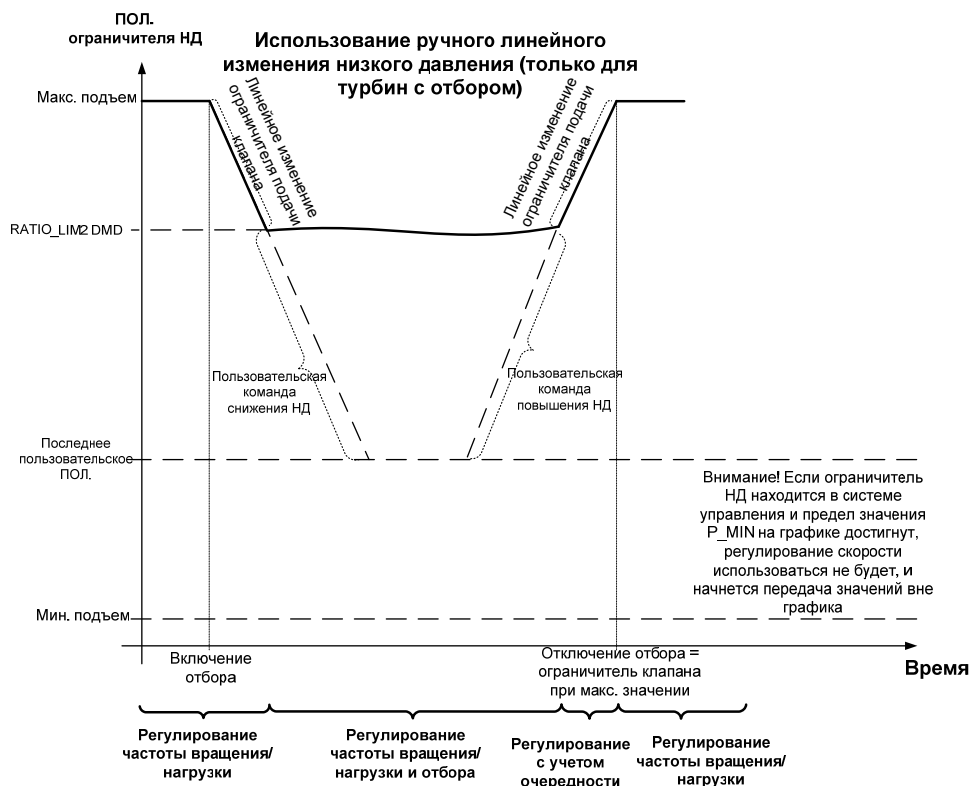 ПОЛ.
ограничителя НД
Использование ручного линейного
изменения низкого давления (только для
турбин с отбором)
Макс. подъем
Линейное изменение
ограничителя подачи
клапана
Линейное изменение
ограничителя подачи
клапана
RATIO_LIM2 DMD
Пользовательская
команда
снижения НД
Пользовательская
команда
повышения НД
Последнее
пользовательское
ПОЛ.
Внимание! Если ограничитель
НД находится в системе
управления и предел значения
P_MIN на графике достигнут,
регулирование скорости
использоваться не будет, и
начнется передача значений вне
графика
Мин. подъем
Включение
отбора
Отключение отбора =
ограничитель клапана
при макс. значении
Время
Регулирование
частоты вращения/
нагрузки
Регулирование
частоты вращения/
нагрузки и отбора
Регулирование
с учетом
очередности
Регулирование
частоты вращения/
нагрузки